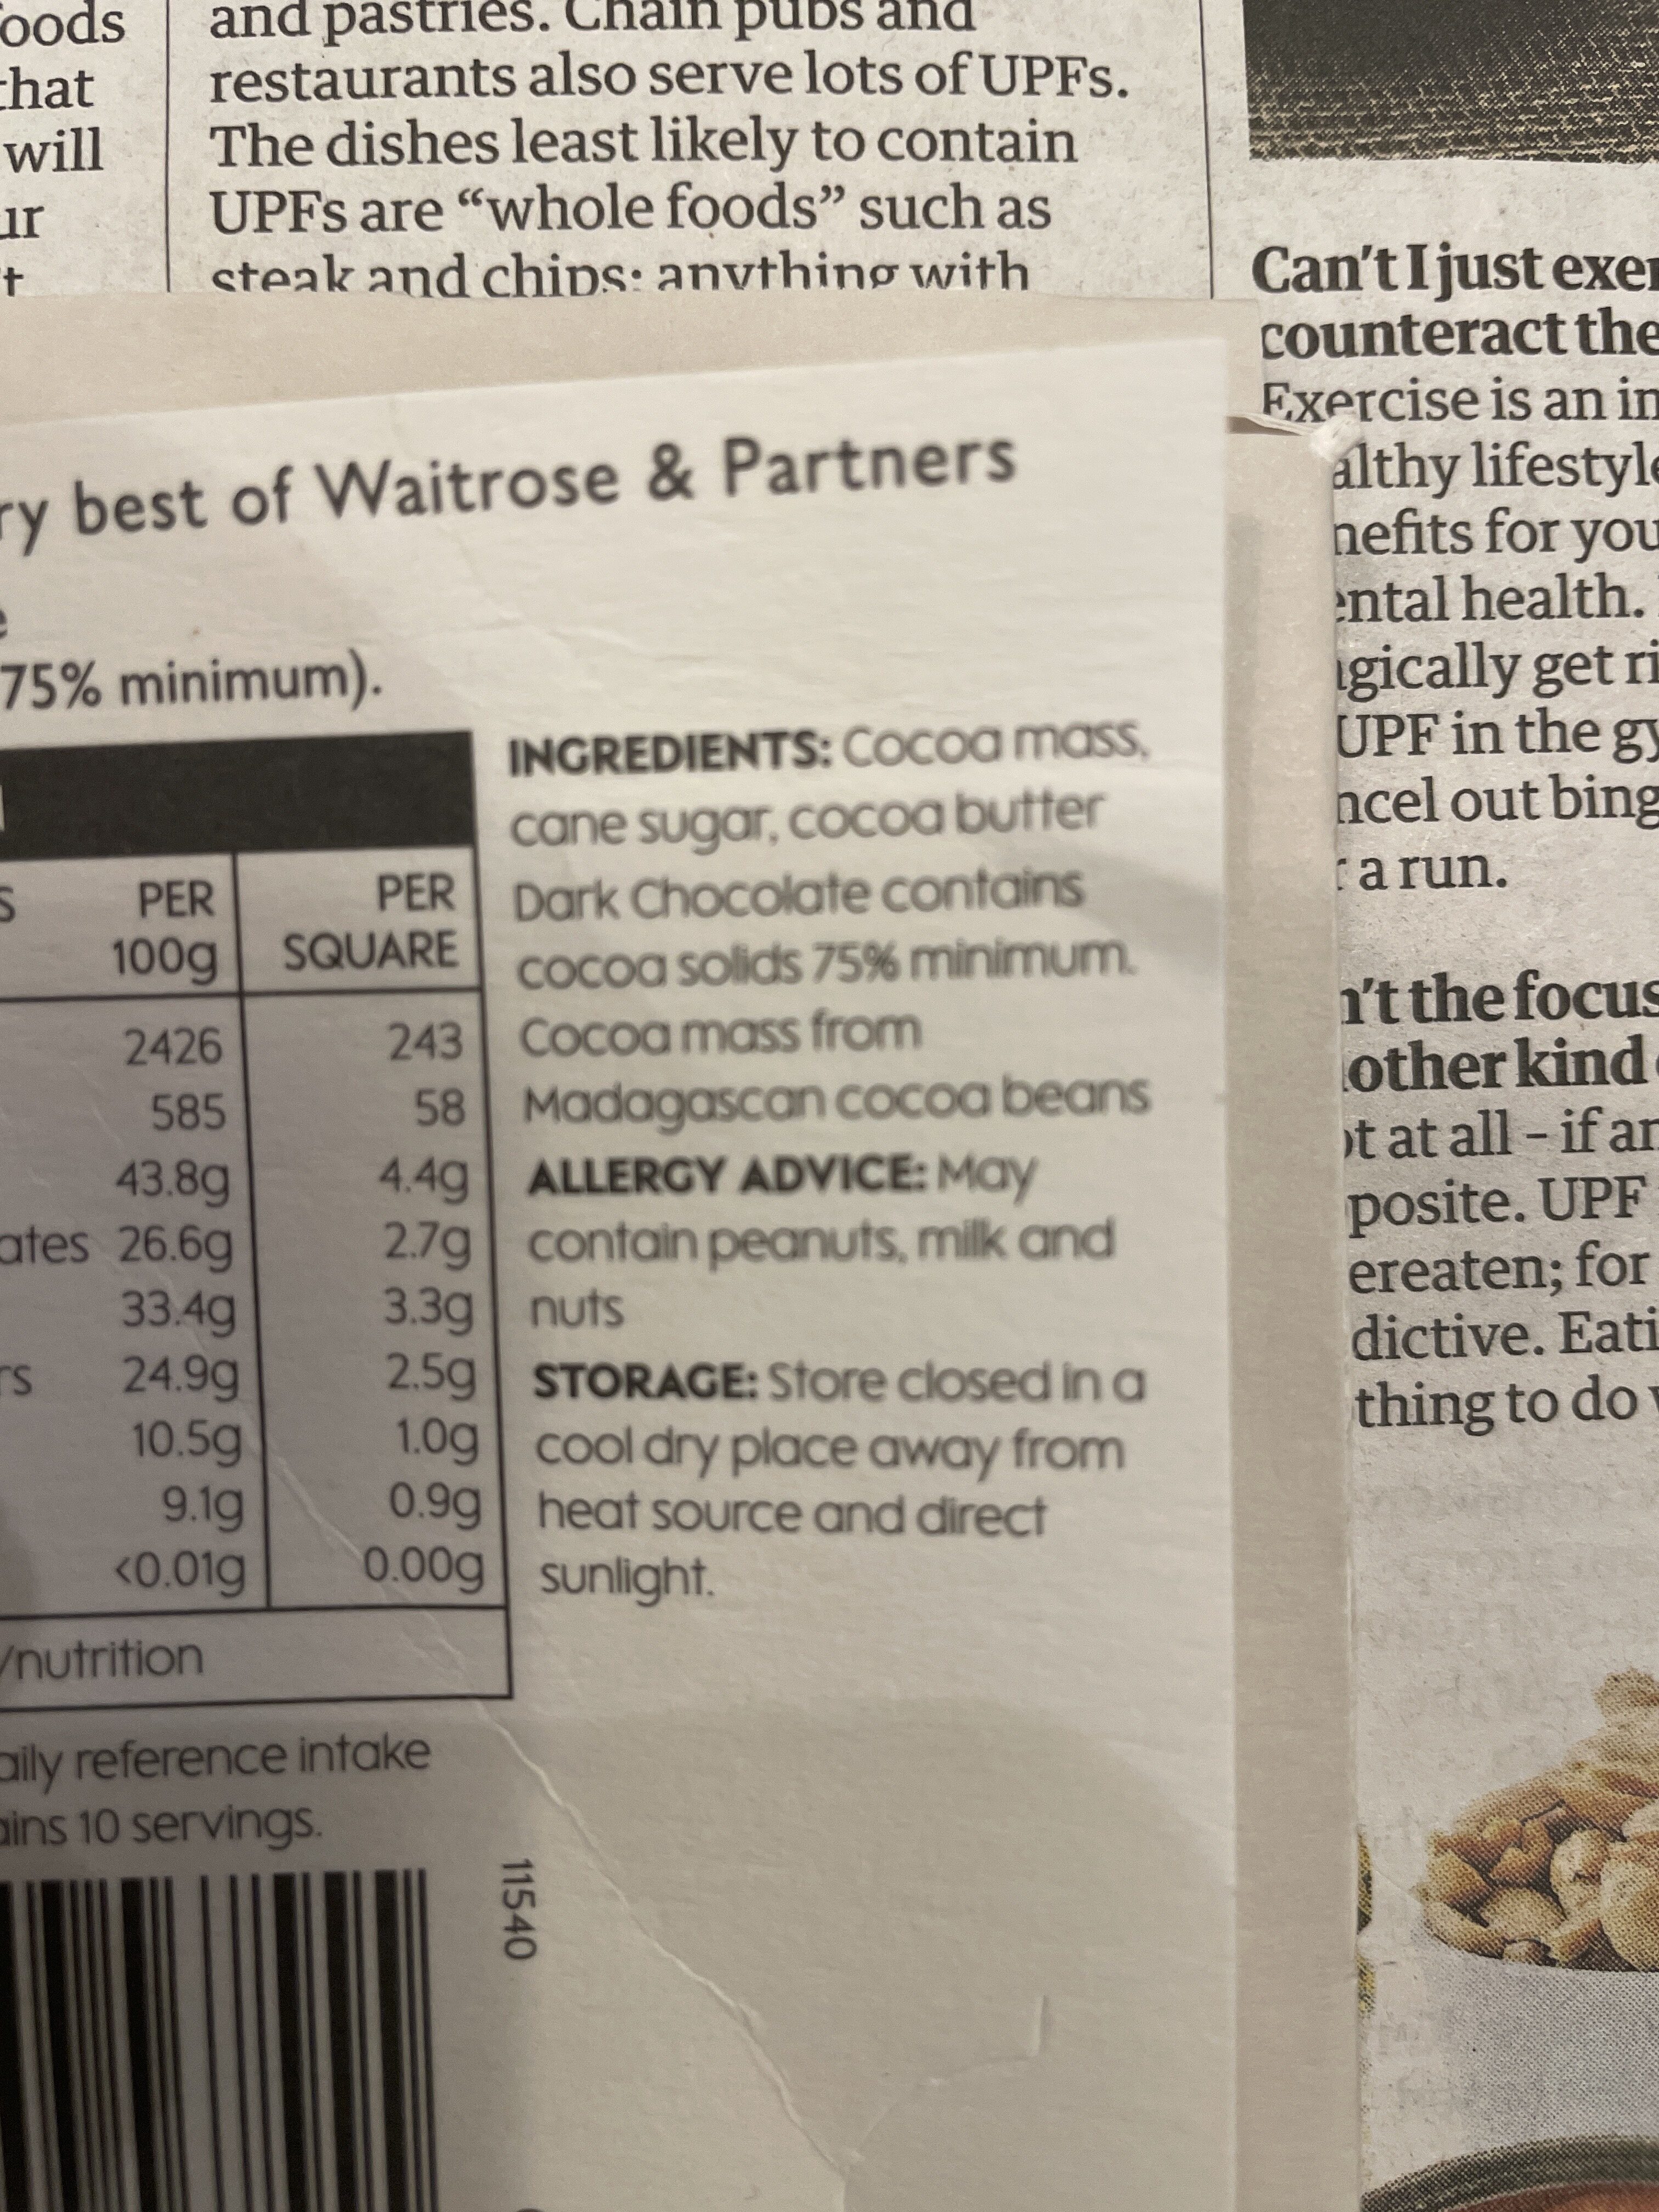 oods
that
will
ur
t
and pastries. Chain pubs and
restaurants also serve lots of UPFs.
The dishes least likely to contain
UPFs are “whole foods” such as
steak and chips; anything with
Can't I just exer
counteract the
Exercise is an in
althy lifestyle
nefits for you
ental health.
gically get ri
UPF in the gy
ncel out bing
r a run.
n't the focus
other kind
ot at all – if an
posite. UPF
ereaten; for
dictive. Eati
thing to do
ry best of Waitrose & Partners
e
75% minimum).
S PER 100g PER SQUARE
2426 243
585 58
43.8g 4.4g
ates 26.6g 2.7g
33.4g 3.3g
rs 24.9g 2.5g
10.5g 1.0g
9.1g 0.9g
<0.01g 0.00g
/nutrition
aily reference intake
ains 10 servings.
INGREDIENTS: Cocoa mass,
cane sugar, cocoa butter
Dark Chocolate contains
cocoa solids 75% minimum.
Cocoa mass from
Madagascan cocoa beans
ALLERGY ADVICE: May
contain peanuts, milk and
nuts
STORAGE: Store closed in a
cool dry place away from
heat source and direct
sunlight.
11540